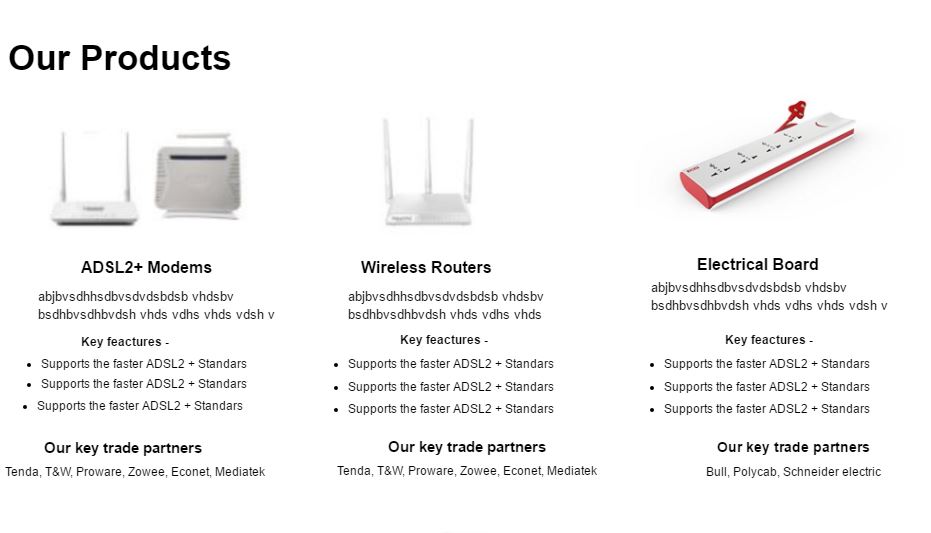 Our Products
ADSL2+ Modems
abjbvsdhhsdbvsdvdsbdsb vhdsbv
bsdhbvsdhbvdsh vhds vdhs vhds vdsh v
Key feactures -
Supports the faster ADSL2 + Standars
Supports the faster ADSL2 + Standars
Supports the faster ADSL2 + Standars
Our key trade partners
Tenda, T&W, Proware, Zowee, Econet, Mediatek
Wireless Routers
abjbvsdhhsdbvsdvdsbdsb vhdsbv
bsdhbvsdhbvdsh vhds vdhs vhds
Key feactures -
Supports the faster ADSL2 + Standars
Supports the faster ADSL2 + Standars
Supports the faster ADSL2 + Standars
Our key trade partners
Tenda, T&W, Proware, Zowee, Econet, Mediatek
Electrical Board
abjbvsdhhsdbvsdvdsbdsb vhdsbv
bsdhbvsdhbvdsh vhds vdhs vhds vdsh v
Key feactures -
Supports the faster ADSL2 + Standars
Supports the faster ADSL2 + Standars
Supports the faster ADSL2 + Standars
Our key trade partners
Bull, Polycab, Schneider electric